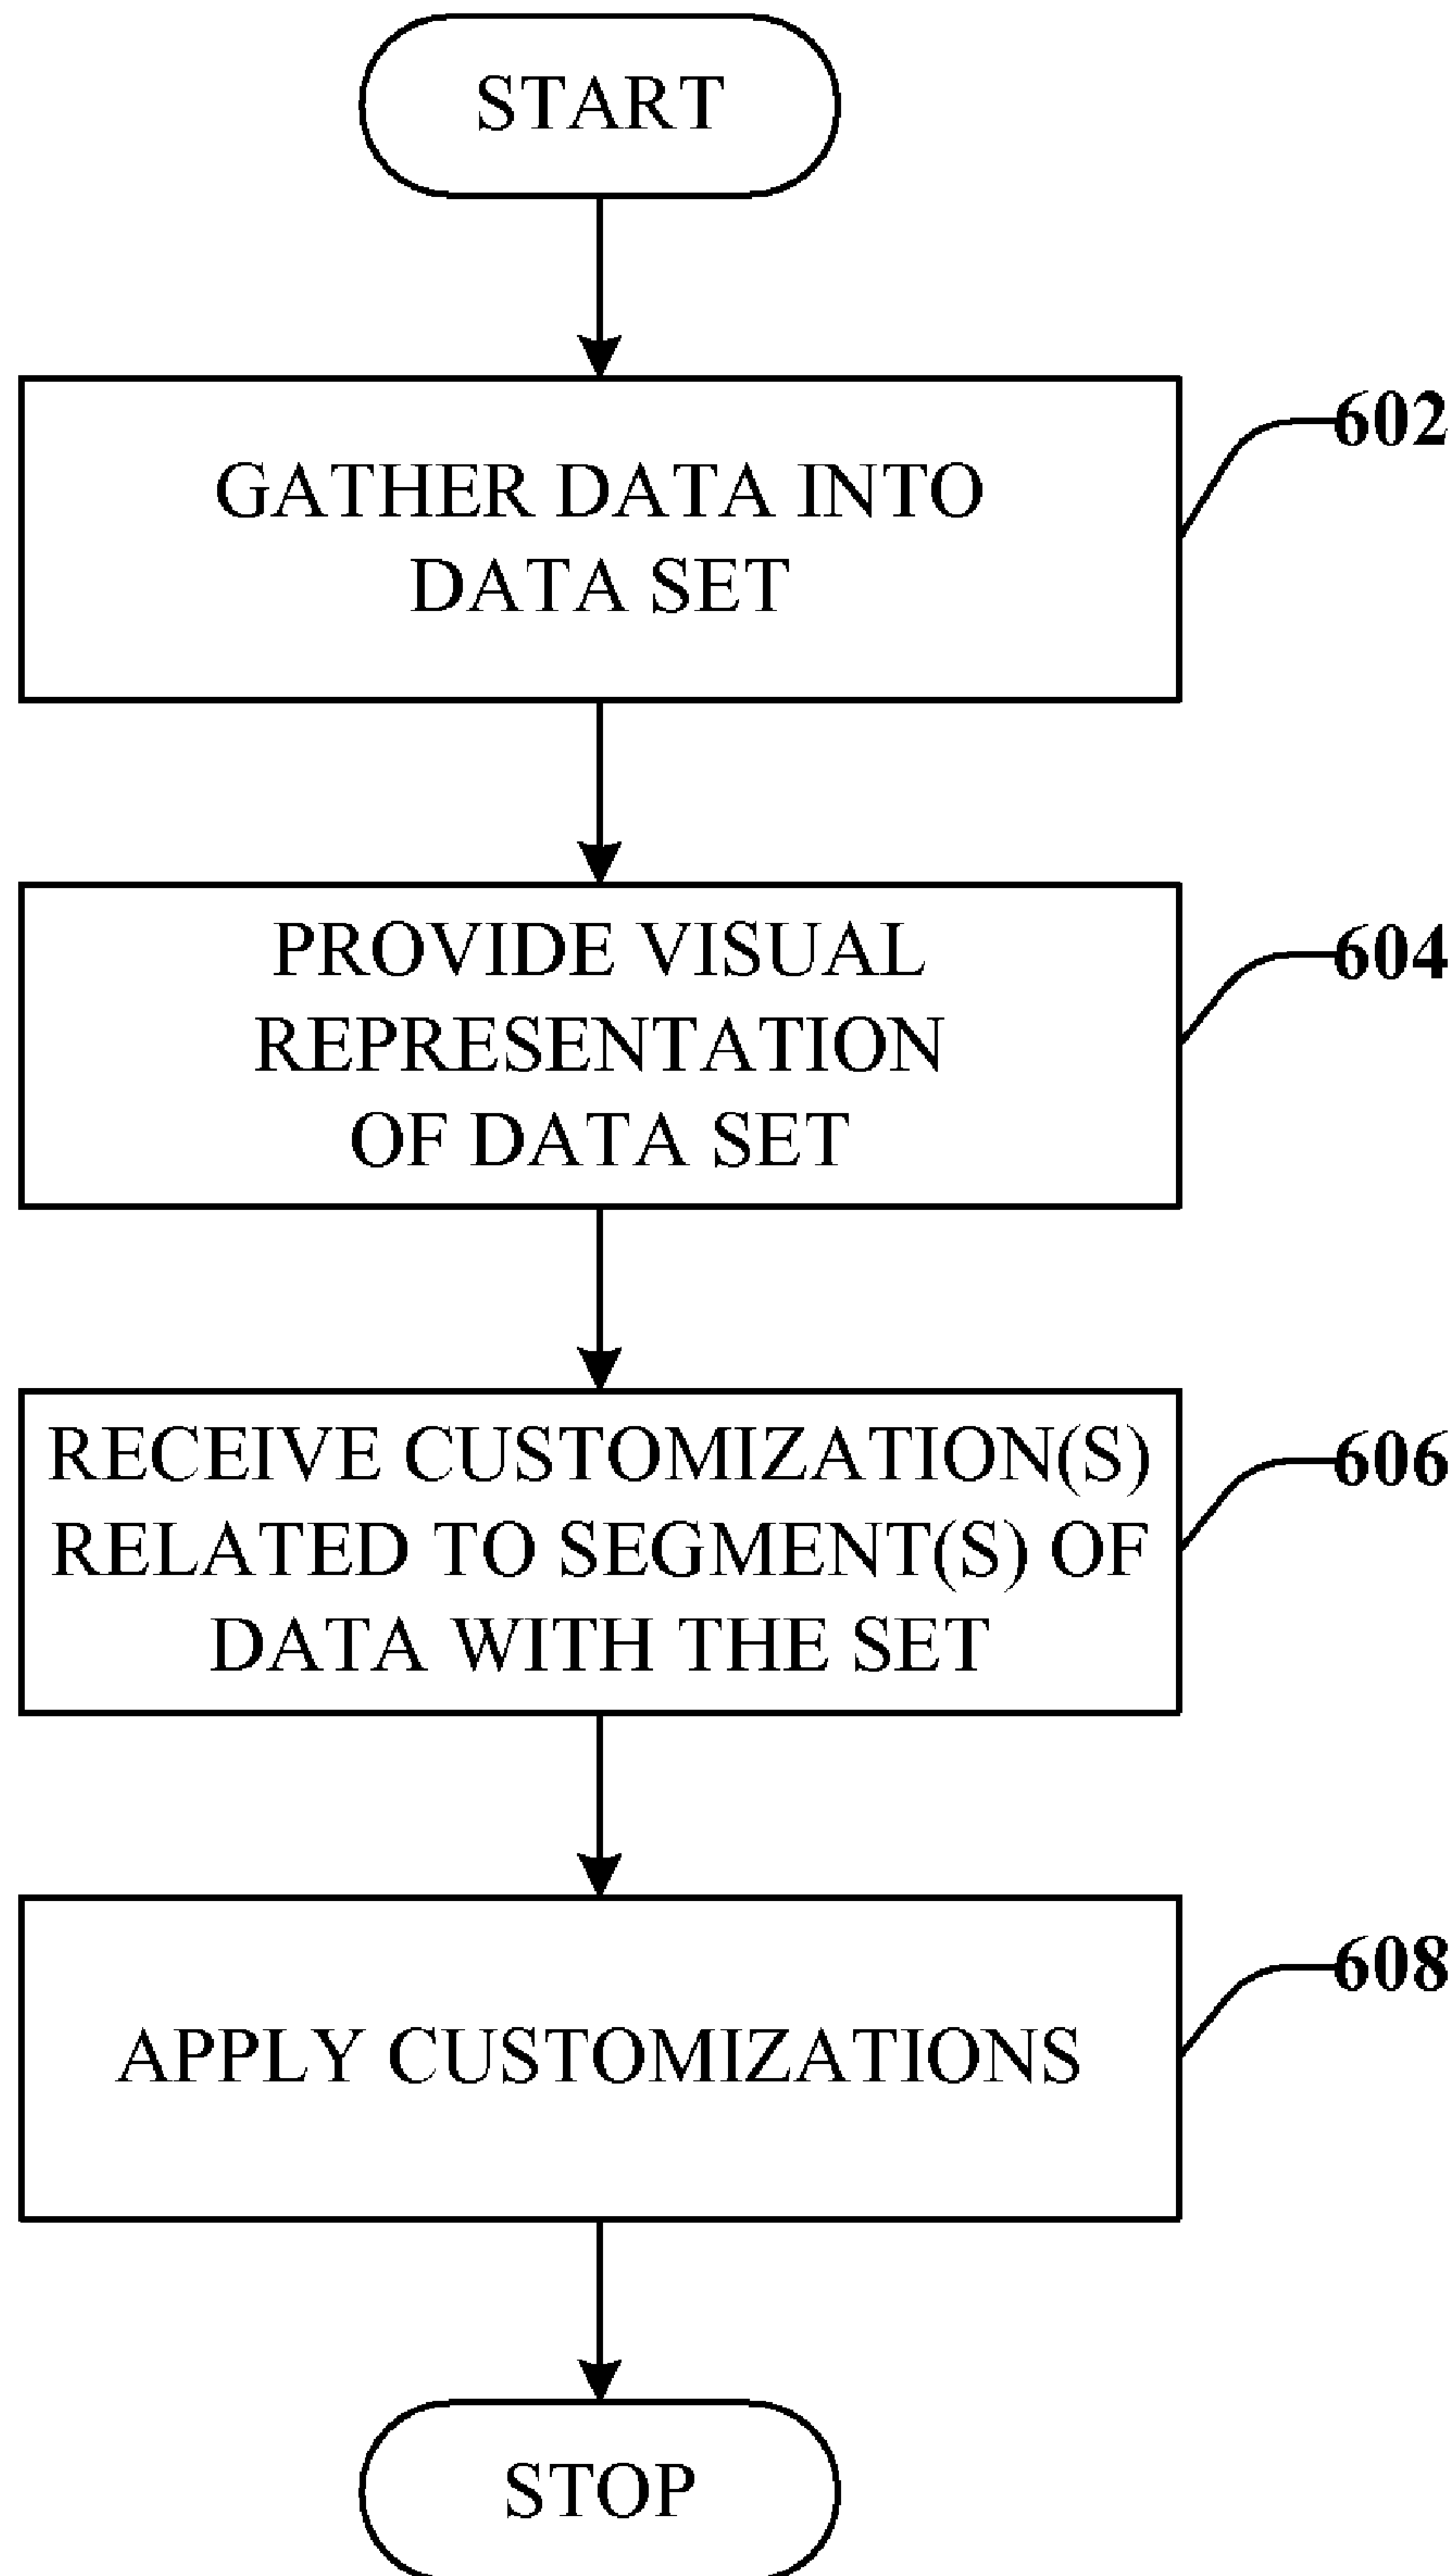 START
GATHER DATA INTO
DATA SET
602
PROVIDE VISUAL
REPRESENTATION
OF DATA SET
604
RECEIVE CUSTOMIZATION(S)
RELATED TO SEGMENT(S) OF
DATA WITH THE SET
606
APPLY CUSTOMIZATIONS
608
STOP